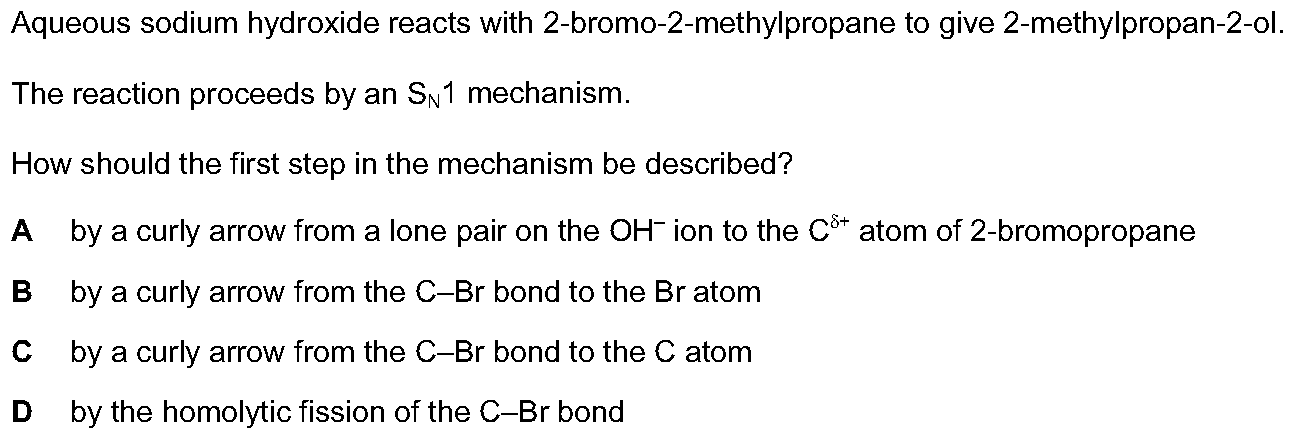 Aqueous sodium hydroxide reacts with 2-bromo-2-methylpropane to give 2-methylpropan-2-ol.
The reaction proceeds by an S_N1 mechanism.
How should the first step in the mechanism be described?
A by a curly arrow from a lone pair on the OH⁻ ion to the C^δ+ atom of 2-bromopropane
B by a curly arrow from the C–Br bond to the Br atom
C by a curly arrow from the C–Br bond to the C atom
D by the homolytic fission of the C–Br bond